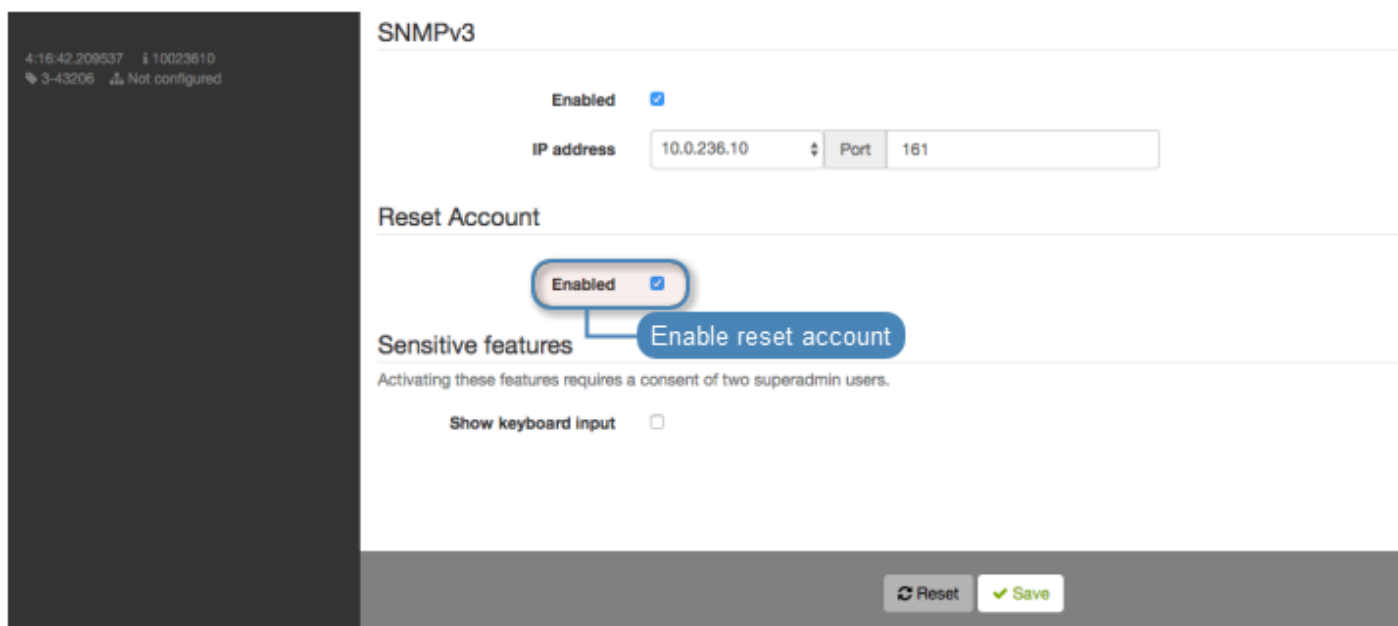 4:16:42.209537 10023610
3-43206 Not configured
SNMPv3
Enabled
IP address 10.0.236.10 Port 161
Reset Account
Enabled
Enable reset account
Sensitive features
Activating these features requires a consent of two superadmin users.
Show keyboard input
Reset Save